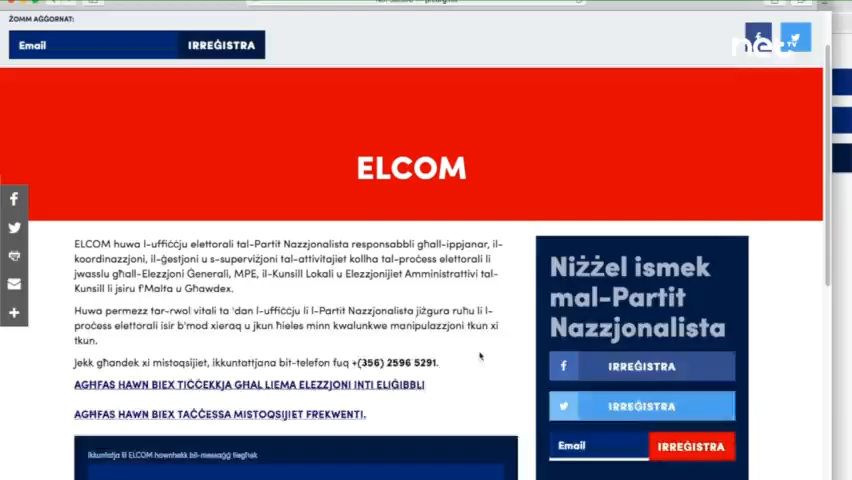 ŻOMM AĠĠORNAT:
Email
IRREĠISTRA
net
TV
ELCOM
ELCOM huwa l-uffiċċju elettorali tal-Partit Nazzjonalista responsabbli għall-ippjanar, il-
koordinazzjoni, il-ġestjoni u s-superviżjoni tal-attivitajiet kollha tal-proċess elettorali li
jwasslu għall-Elezzjoni Ġenerali, MPE, il-Kunsill Lokali u Elezzjonijiet Amministrattivi tal-
Kunsill li jsiru f'Malta u Għawdex.
Huwa permezz tar-rwol vitali ta 'dan l-uffiċċju li l-Partit Nazzjonalista jiżgura ruħu li l-
proċess elettorali isir b'mod xieraq u jkun ħieles minn kwalunkwe manipulazzjoni tkun xi
tkun.
Jekk għandek xi mistoqsijiet, ikkuntattjana bit-telefon fuq +(356) 2596 5291.
AGĦFAS HAWN BIEX TIĊĊEKKJA GĦAL LIEMA ELEZZJONI INTI ELIĠIBBLI
AGĦFAS HAWN BIEX TAĊĊESSA MISTOQSIJIET FREKWENTI.
Ikkuntatja lil ELCOM hawnhekk bil-messaġġ tiegħek
Niżżel ismek
mal-Partit
Nazzjonalista
IRREĠISTRA
IRREĠISTRA
Email
IRREĠISTRA